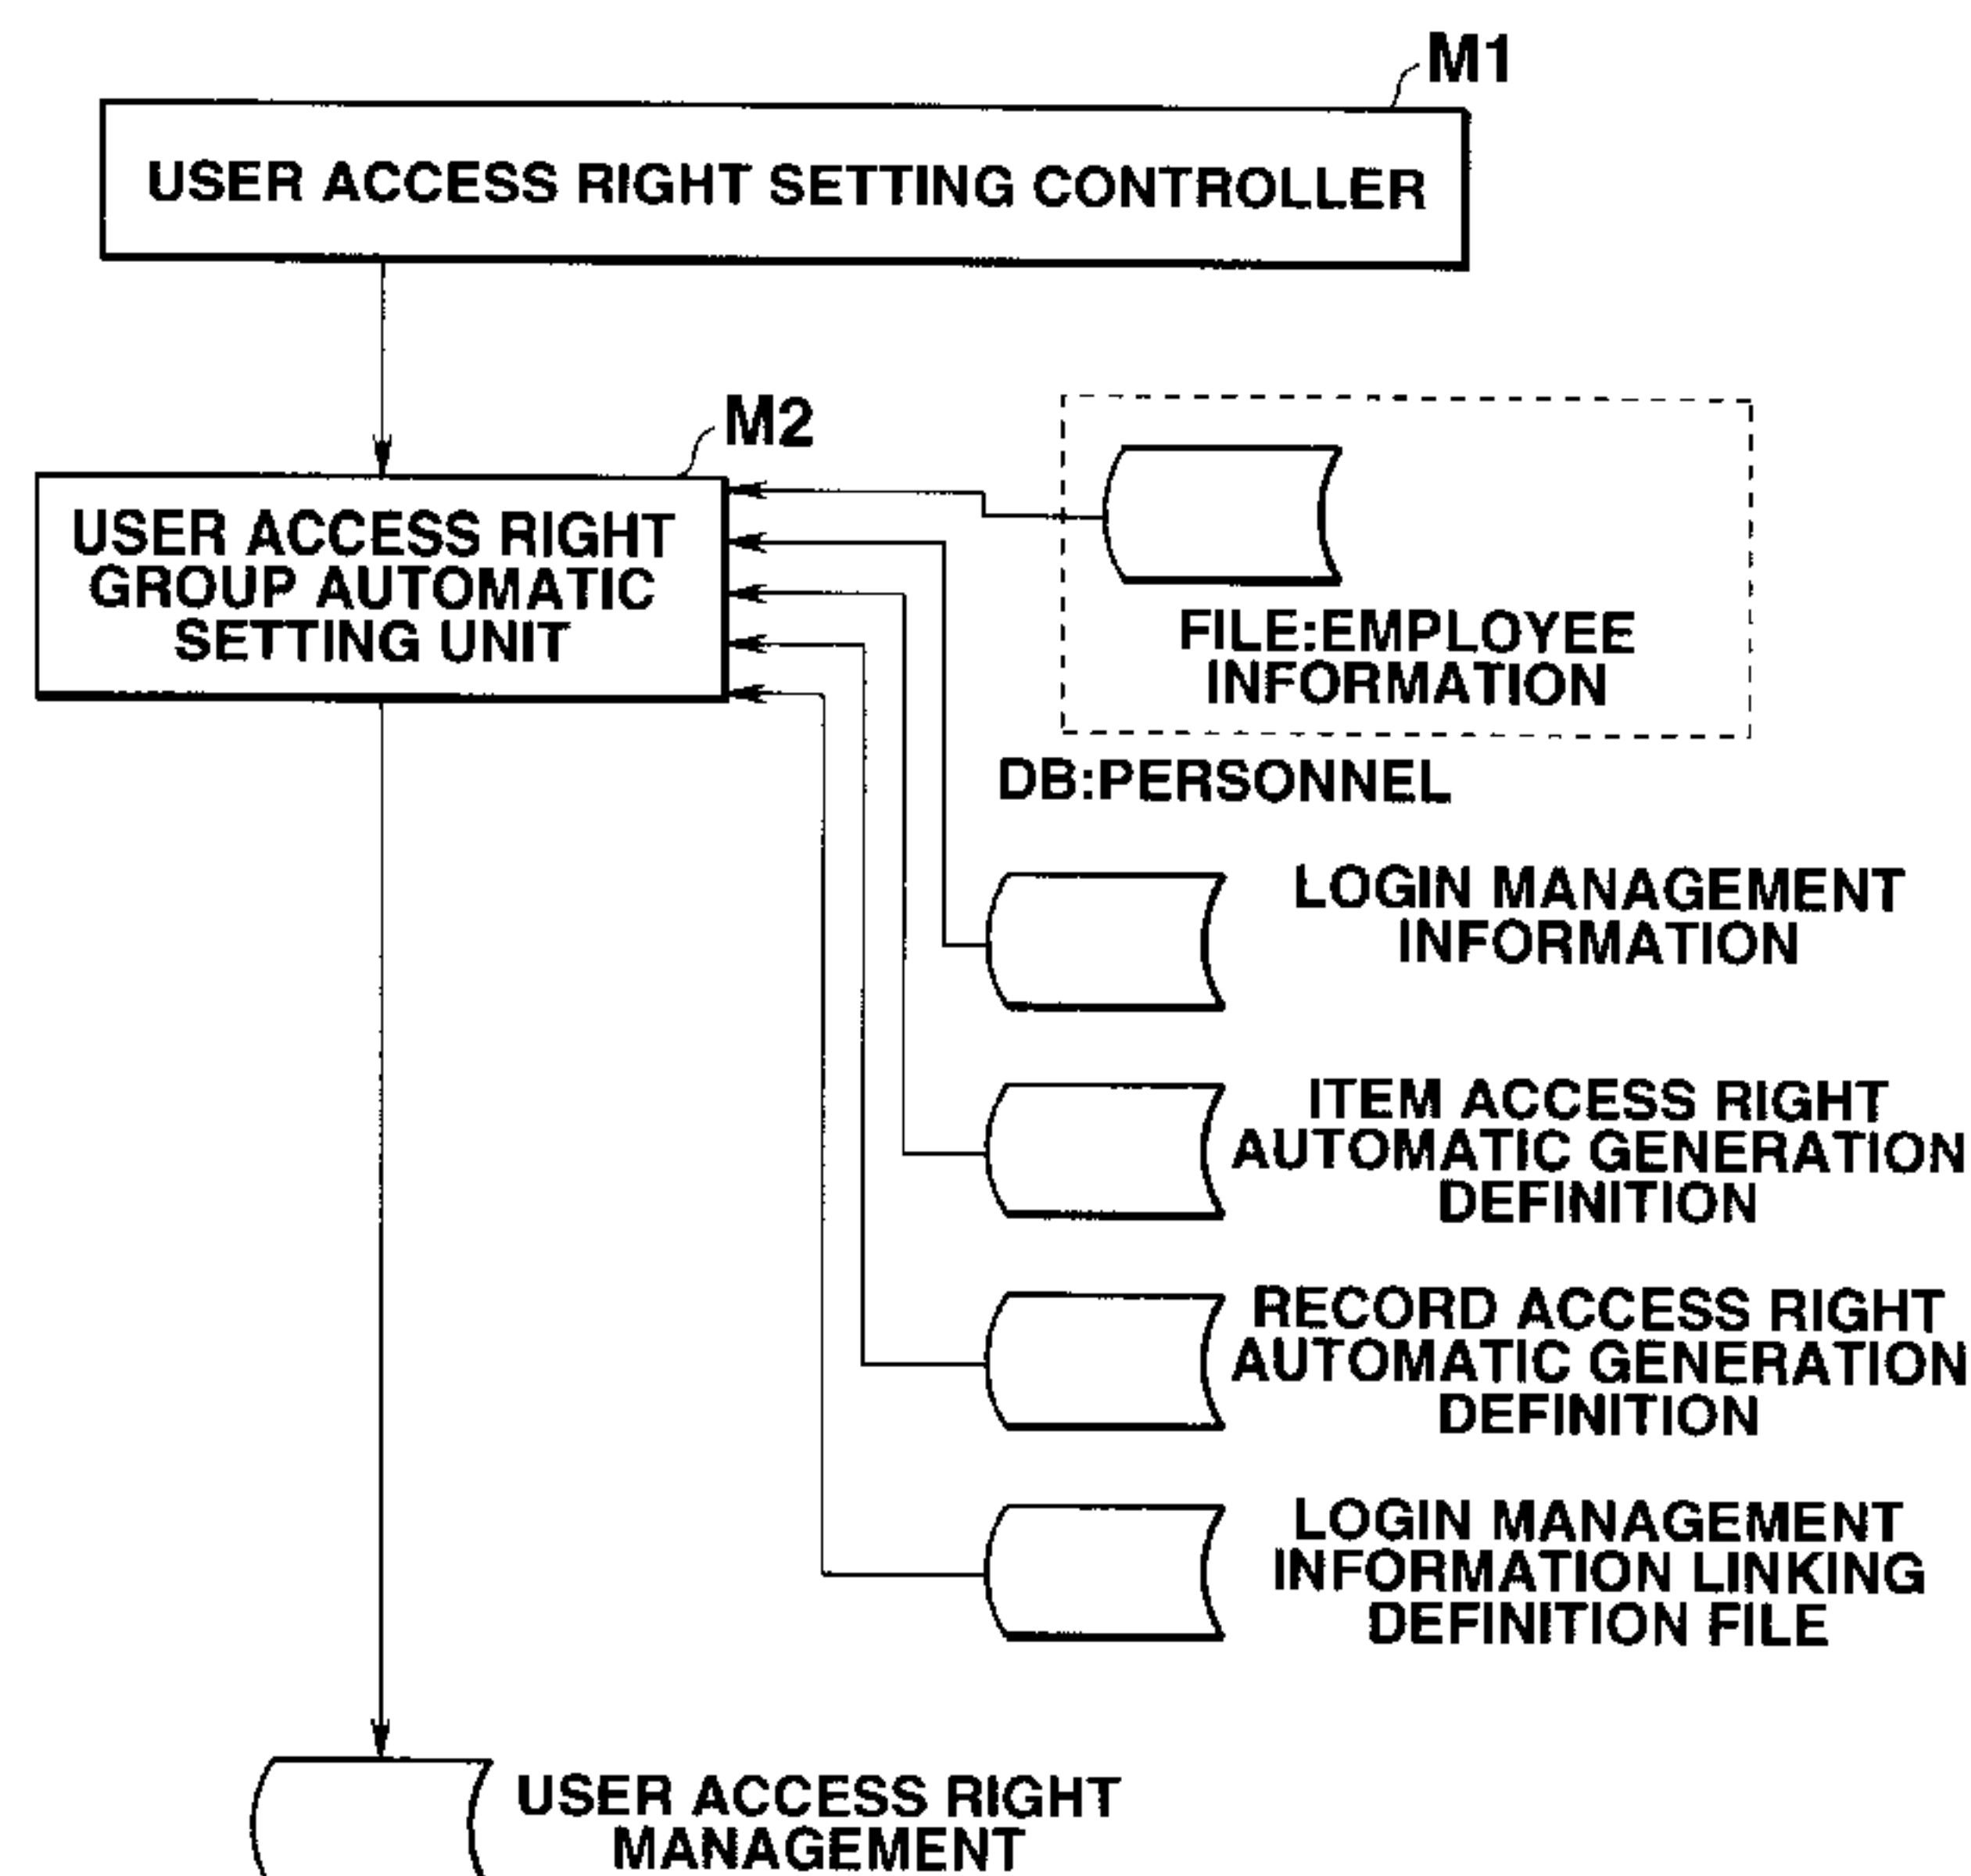 M1
USER ACCESS RIGHT SETTING CONTROLLER
M2
USER ACCESS RIGHT
GROUP AUTOMATIC
SETTING UNIT
FILE:EMPLOYEE
INFORMATION
DB:PERSONNEL
LOGIN MANAGEMENT
INFORMATION
ITEM ACCESS RIGHT
AUTOMATIC GENERATION
DEFINITION
RECORD ACCESS RIGHT
AUTOMATIC GENERATION
DEFINITION
LOGIN MANAGEMENT
INFORMATION LINKING
DEFINITION FILE
USER ACCESS RIGHT
MANAGEMENT